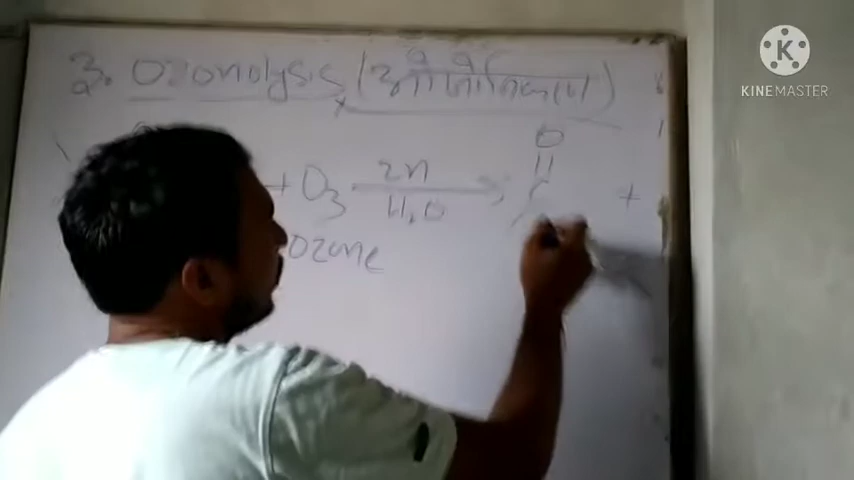 3. Ozonolysis
O
||
+ O3 Zn → C +
H2O
Ozone
KINEMASTER